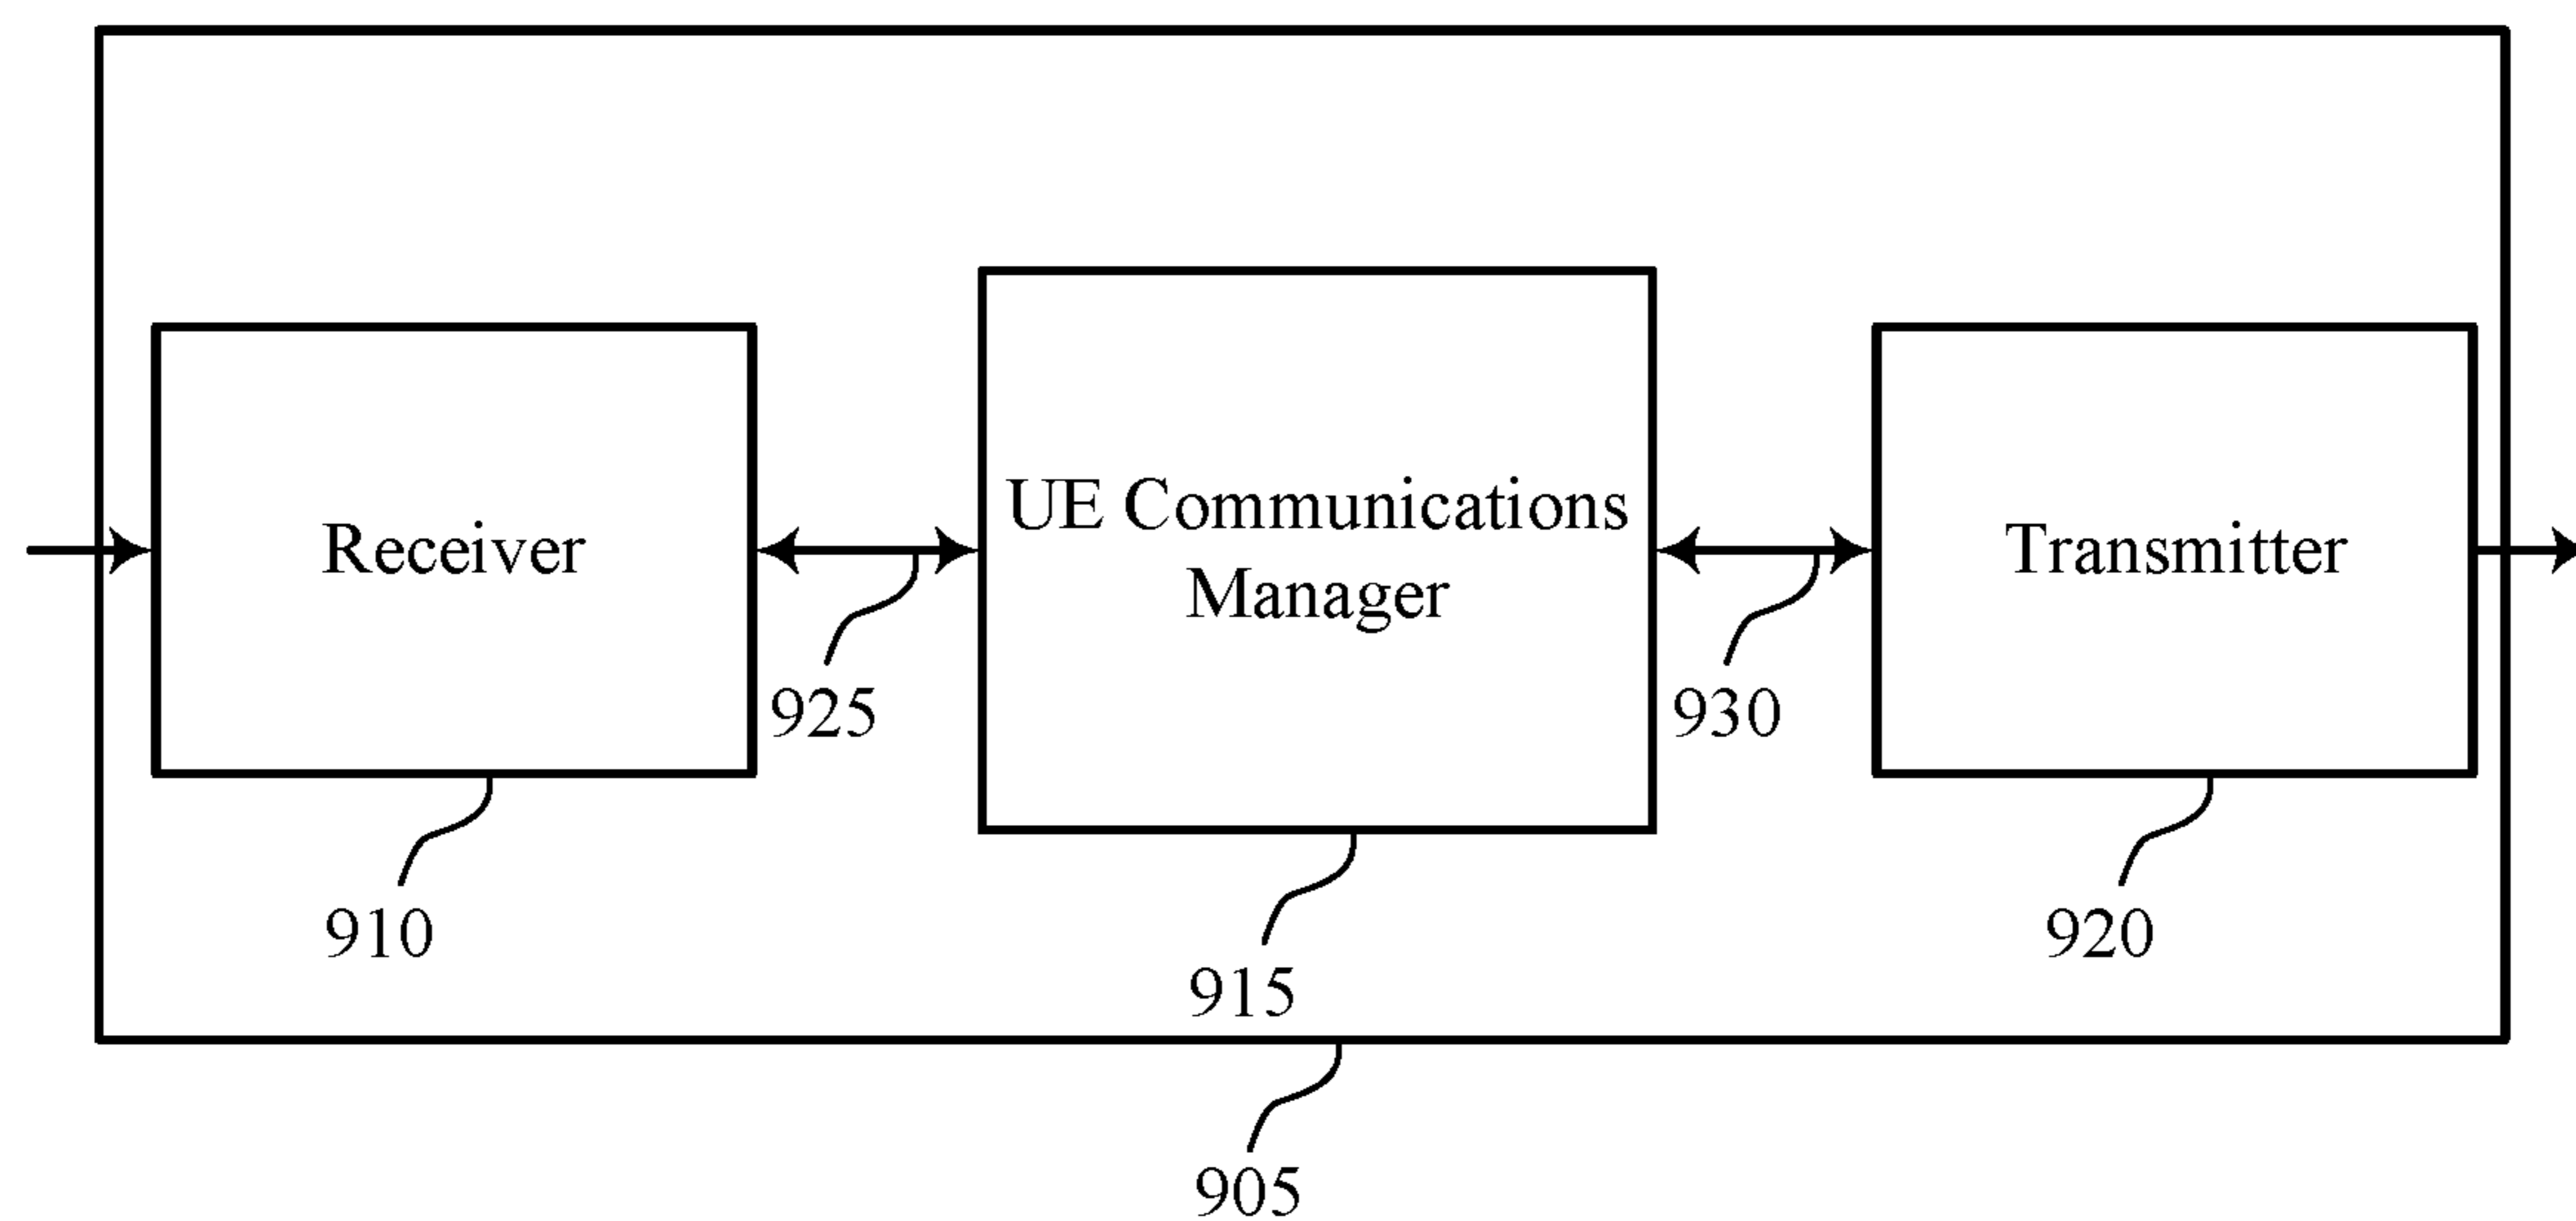 Receiver
UE Communications
Manager
Transmitter
925
930
910
920
915
905